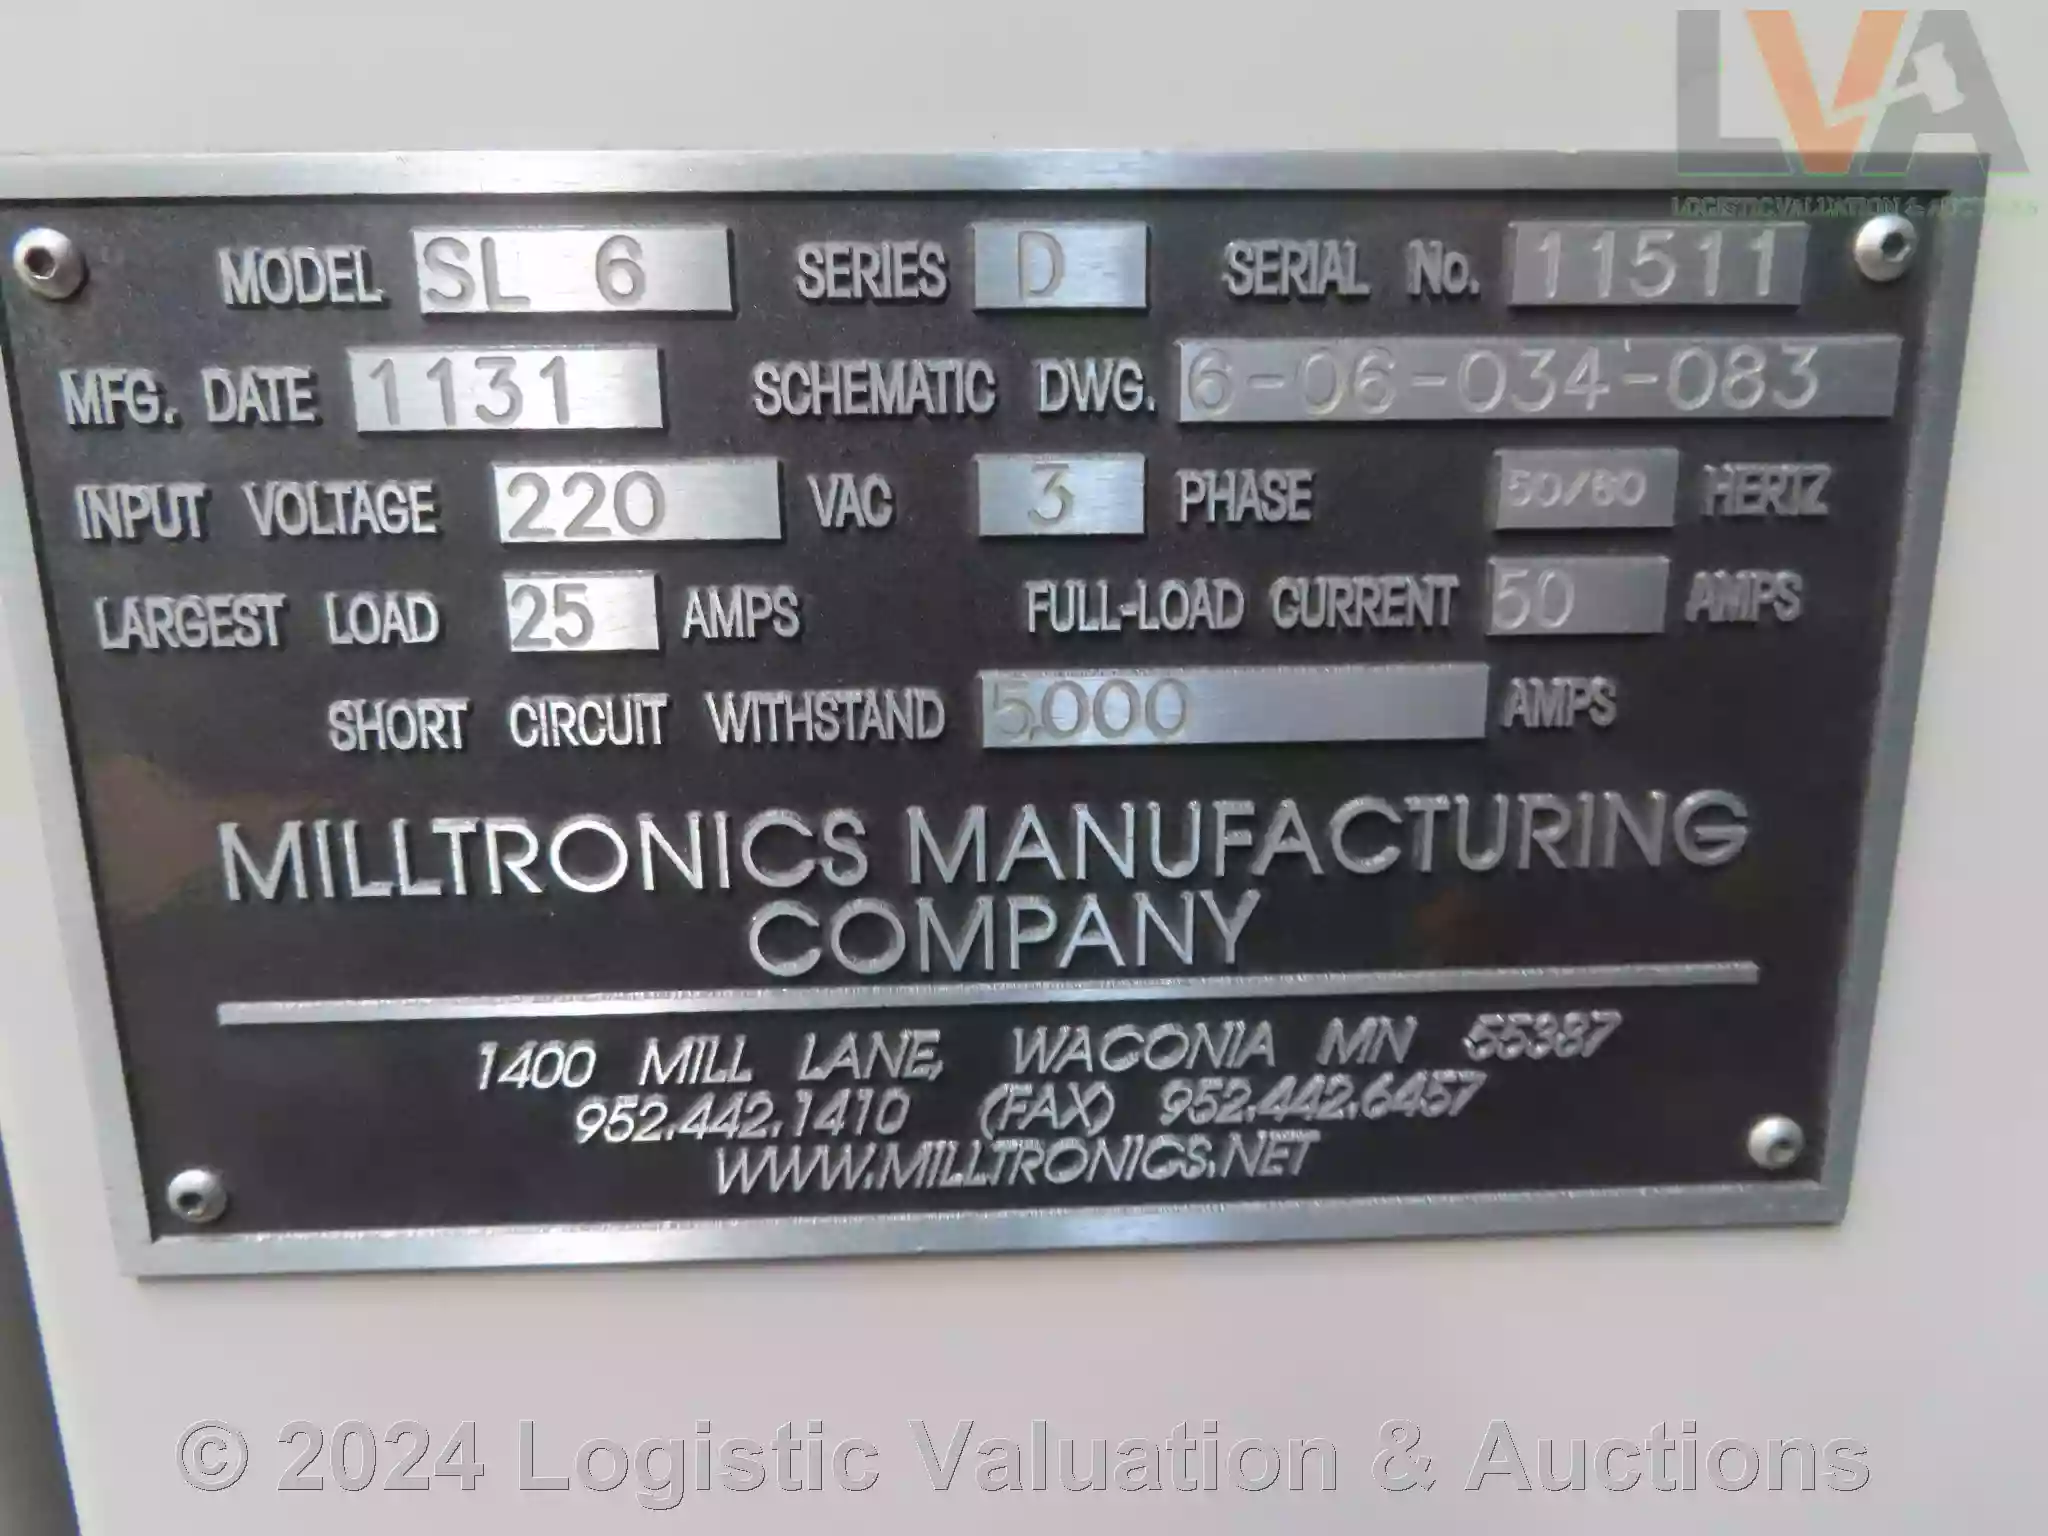 LVA
LOGISTIC VALUATION & AUCTIONS
MODEL SL 6 SERIES D SERIAL No. 11511
MFG. DATE 1131 SCHEMATIC DWG. 6-06-034-083
INPUT VOLTAGE 220 VAC 3 PHASE 50/60 HERTZ
LARGEST LOAD 25 AMPS FULL-LOAD CURRENT 50 AMPS
SHORT CIRCUIT WITHSTAND 5,000 AMPS
MILLTRONICS MANUFACTURING
COMPANY
1400 MILL LANE, WACONIA MN 55387
952.442.1410 (FAX) 952.442.6457
WWW.MILLTRONICS.NET
© 2024 Logistic Valuation & Auctions